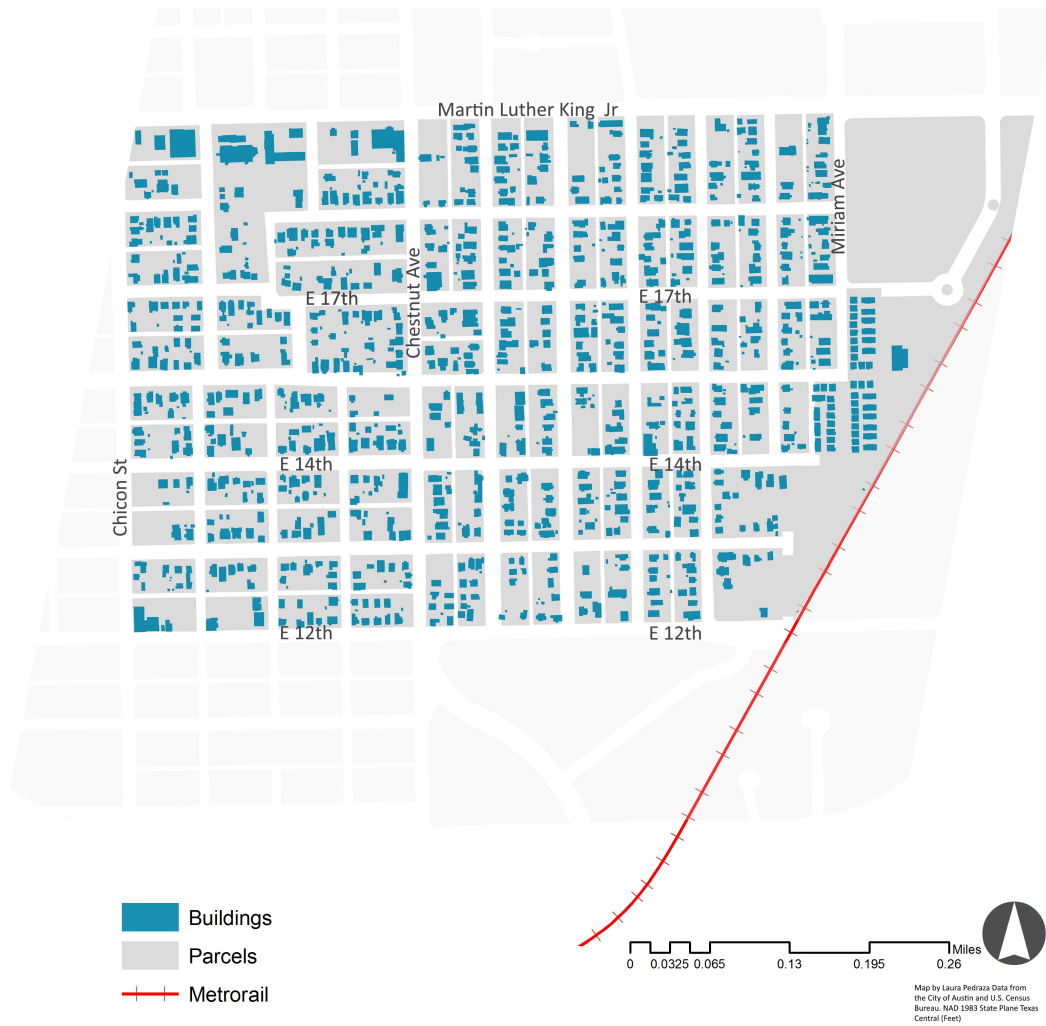 Martin Luther King Jr
Miriam Ave
Chestnut Ave
E 17th
E 17th
Chicon St
E 14th
E 14th
E 12th
E 12th
Buildings
Parcels
Metrorail
Miles
0 0.0325 0.065 0.13 0.195 0.26
Map by Laura Pedraza Data from
the City of Austin and U.S. Census
Bureau. NAD 1983 State Plane Texas
Central (Feet)